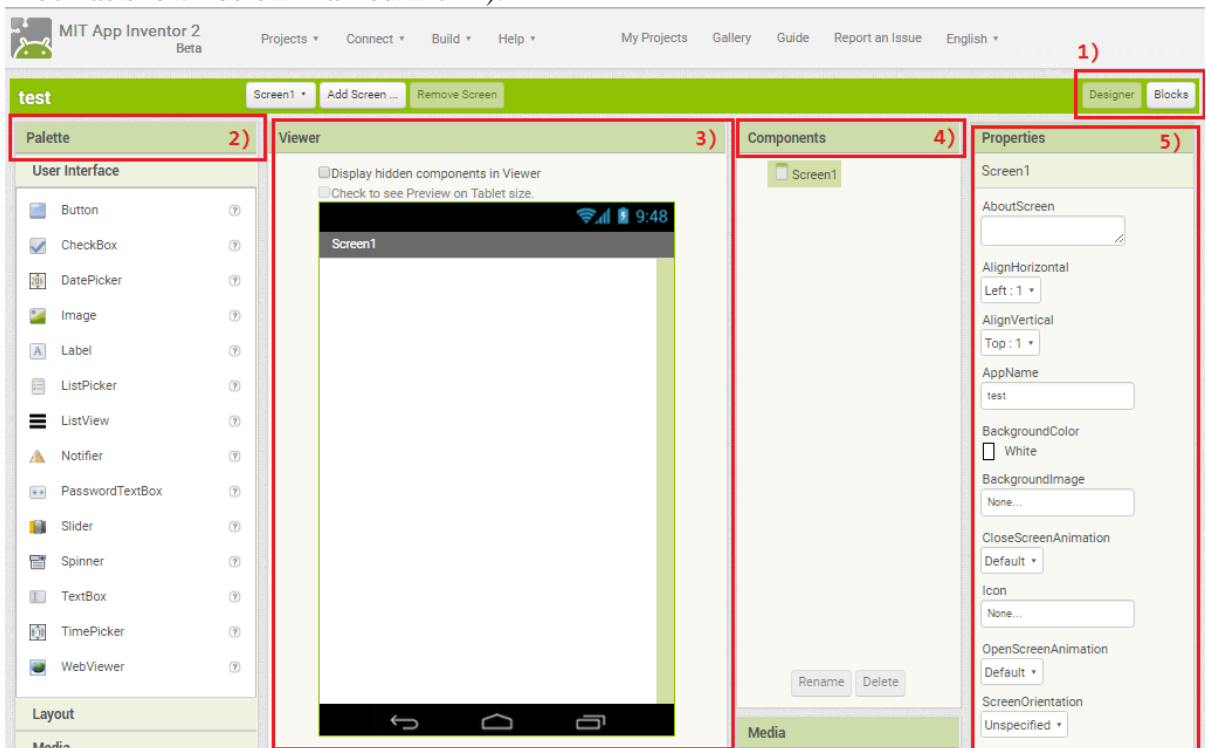 MIT App Inventor 2
Beta
Projects Connect Build Help My Projects Gallery Guide Report an Issue English
1)
test Screen1 Add Screen ... Remove Screen Designer Blocks
Palette 2)
User Interface
Button
CheckBox
DatePicker
Image
Label
ListPicker
ListView
Notifier
PasswordTextBox
Slider
Spinner
TextBox
TimePicker
WebViewer
Layout
Media
Viewer 3)
Display hidden components in Viewer
Check to see Preview on Tablet size.
9:48
Screen1
Components 4)
Screen1
Rename Delete
Media
Properties 5)
Screen1
AboutScreen
AlignHorizontal
Left : 1
AlignVertical
Top : 1
AppName
test
BackgroundColor
White
BackgroundImage
None...
CloseScreenAnimation
Default
Icon
None...
OpenScreenAnimation
Default
ScreenOrientation
Unspecified